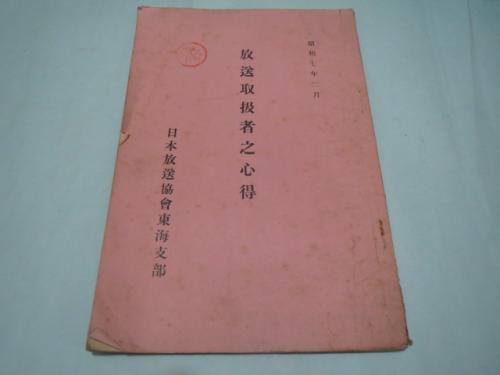 昭和七年二月
放送取扱者之心得
日本放送協會東海支部